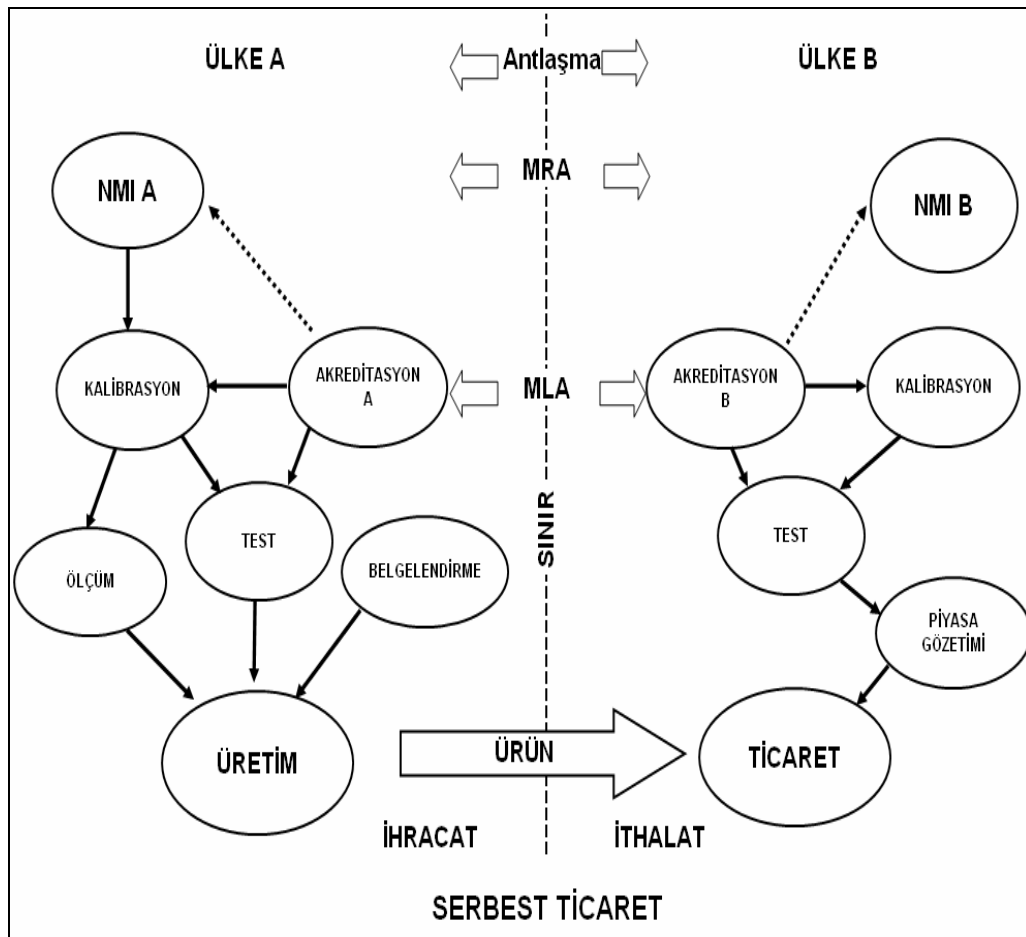 ÜLKE A
Antlaşma
ÜLKE B
MRA
NMI A
NMI B
KALİBRASYON
AKREDİTASYON
A
MLA
AKREDİTASYON
B
KALİBRASYON
SINIR
TEST
TEST
ÖLÇÜM
BELGELENDİRME
PİYASA
GÖZETİMİ
ÜRETİM
ÜRÜN
TİCARET
İHRACAT
İTHALAT
SERBEST TİCARET